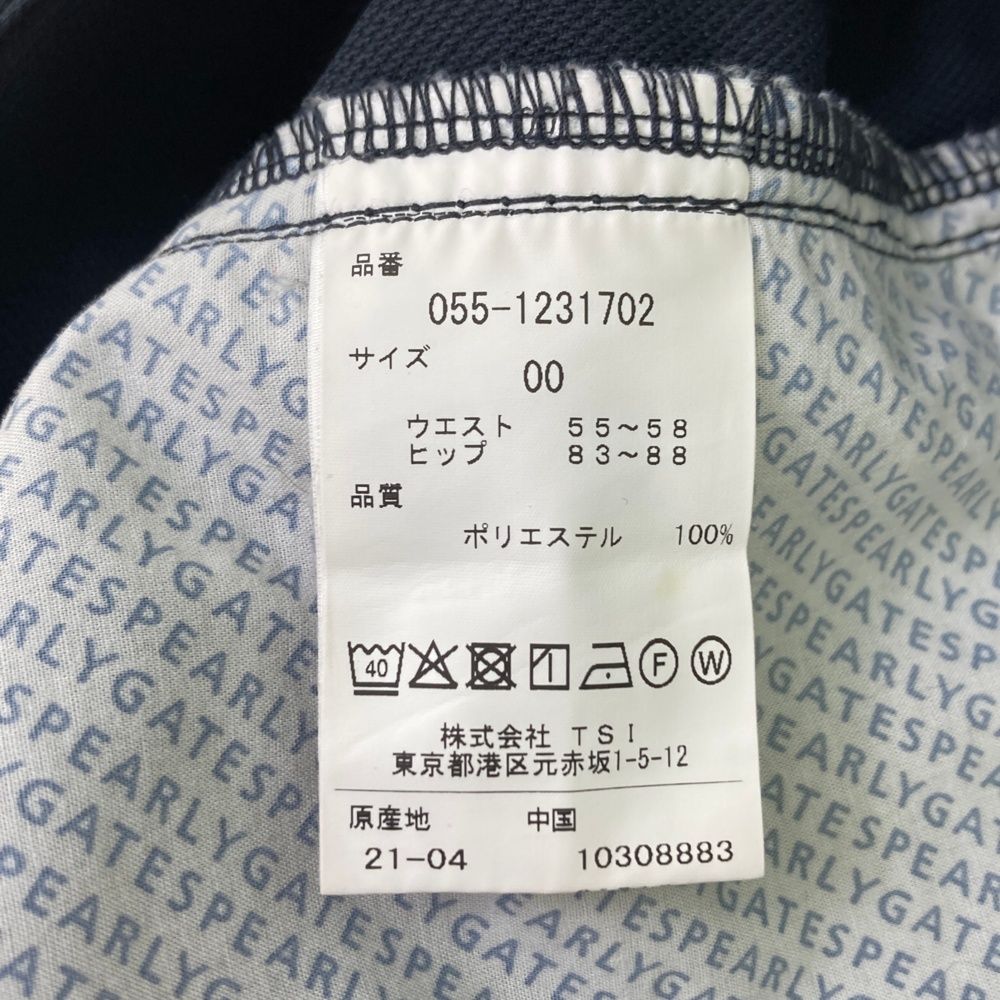 品番
055-1231702
サイズ
00
ウエスト 55~58
ヒップ 83~88
品質
ポリエステル 100%
40 F W
株式会社 TSI
東京都港区元赤坂1-5-12
原産地 中国
21-04 10308883
PEARLYGATESPEARLYGATES